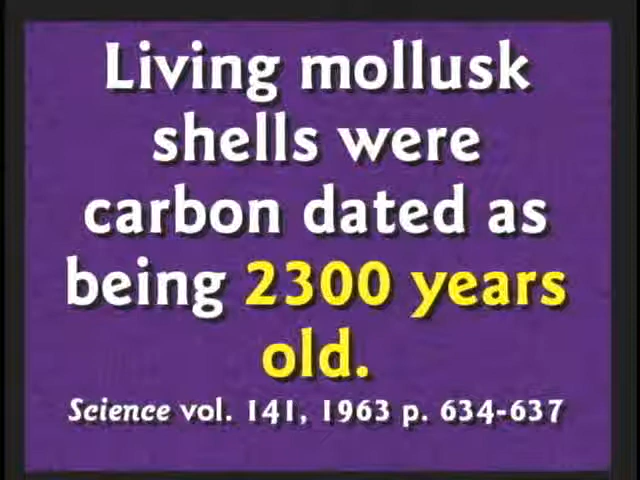 Living mollusk
shells were
carbon dated as
being 2300 years
old.
Science vol. 141, 1963 p. 634-637